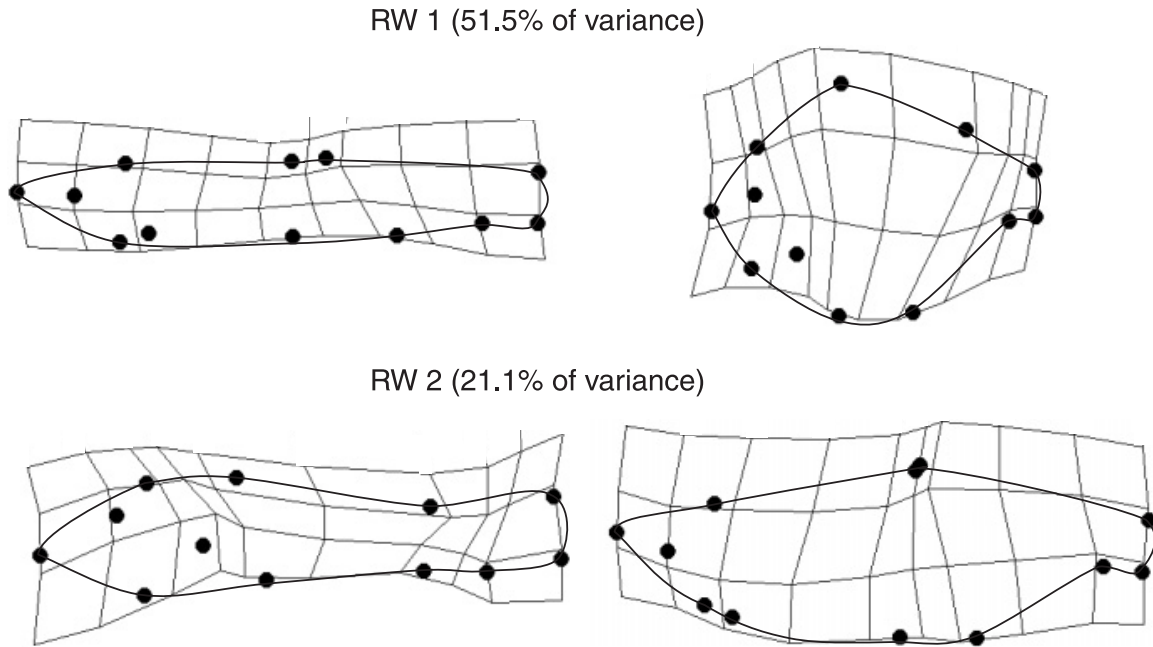 RW 1 (51.5% of variance)
RW 2 (21.1% of variance)